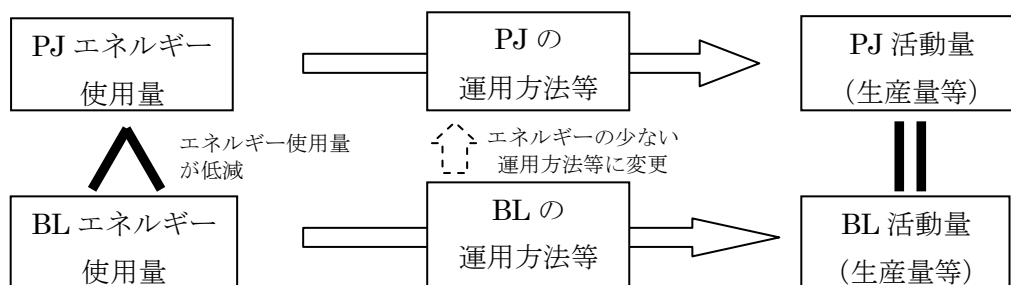 PJ エネルギー
使用量
PJ の
運用方法等
PJ 活動量
（生産量等）
エネルギー使用量
が低減
エネルギーの少ない
運用方法等に変更
BL エネルギー
使用量
BL の
運用方法等
BL 活動量
（生産量等）